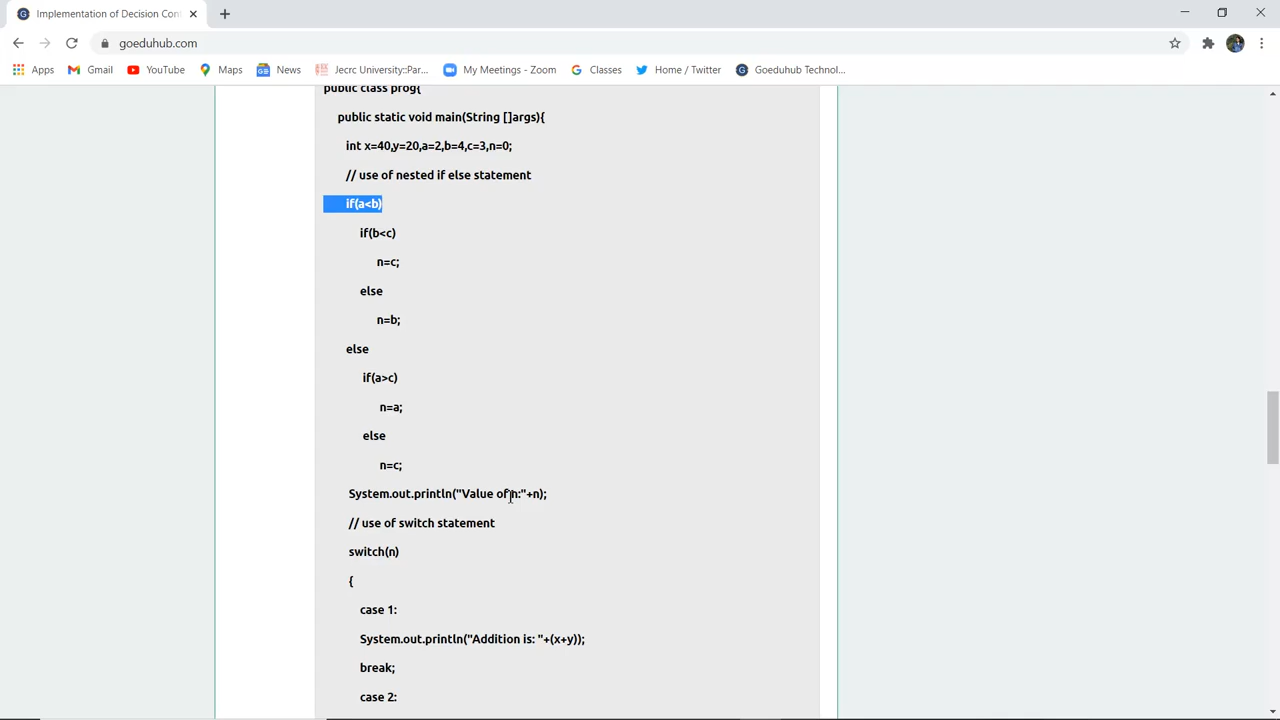 Implementation of Decision Con
goeduhub.com
Apps
Gmail
YouTube
Maps
News
Jecrc University::Par...
My Meetings - Zoom
Classes
Home / Twitter
Goeduhub Technol...
public class prog{
public static void main(String []args){
int x=40,y=20,a=2,b=4,c=3,n=0;
// use of nested if else statement
if(a<b)
if(b<c)
n=c;
else
n=b;
else
if(a>c)
n=a;
else
n=c;
System.out.println("Value of n:"+n);
// use of switch statement
switch(n)
{
case 1:
System.out.println("Addition is: "+(x+y));
break;
case 2: